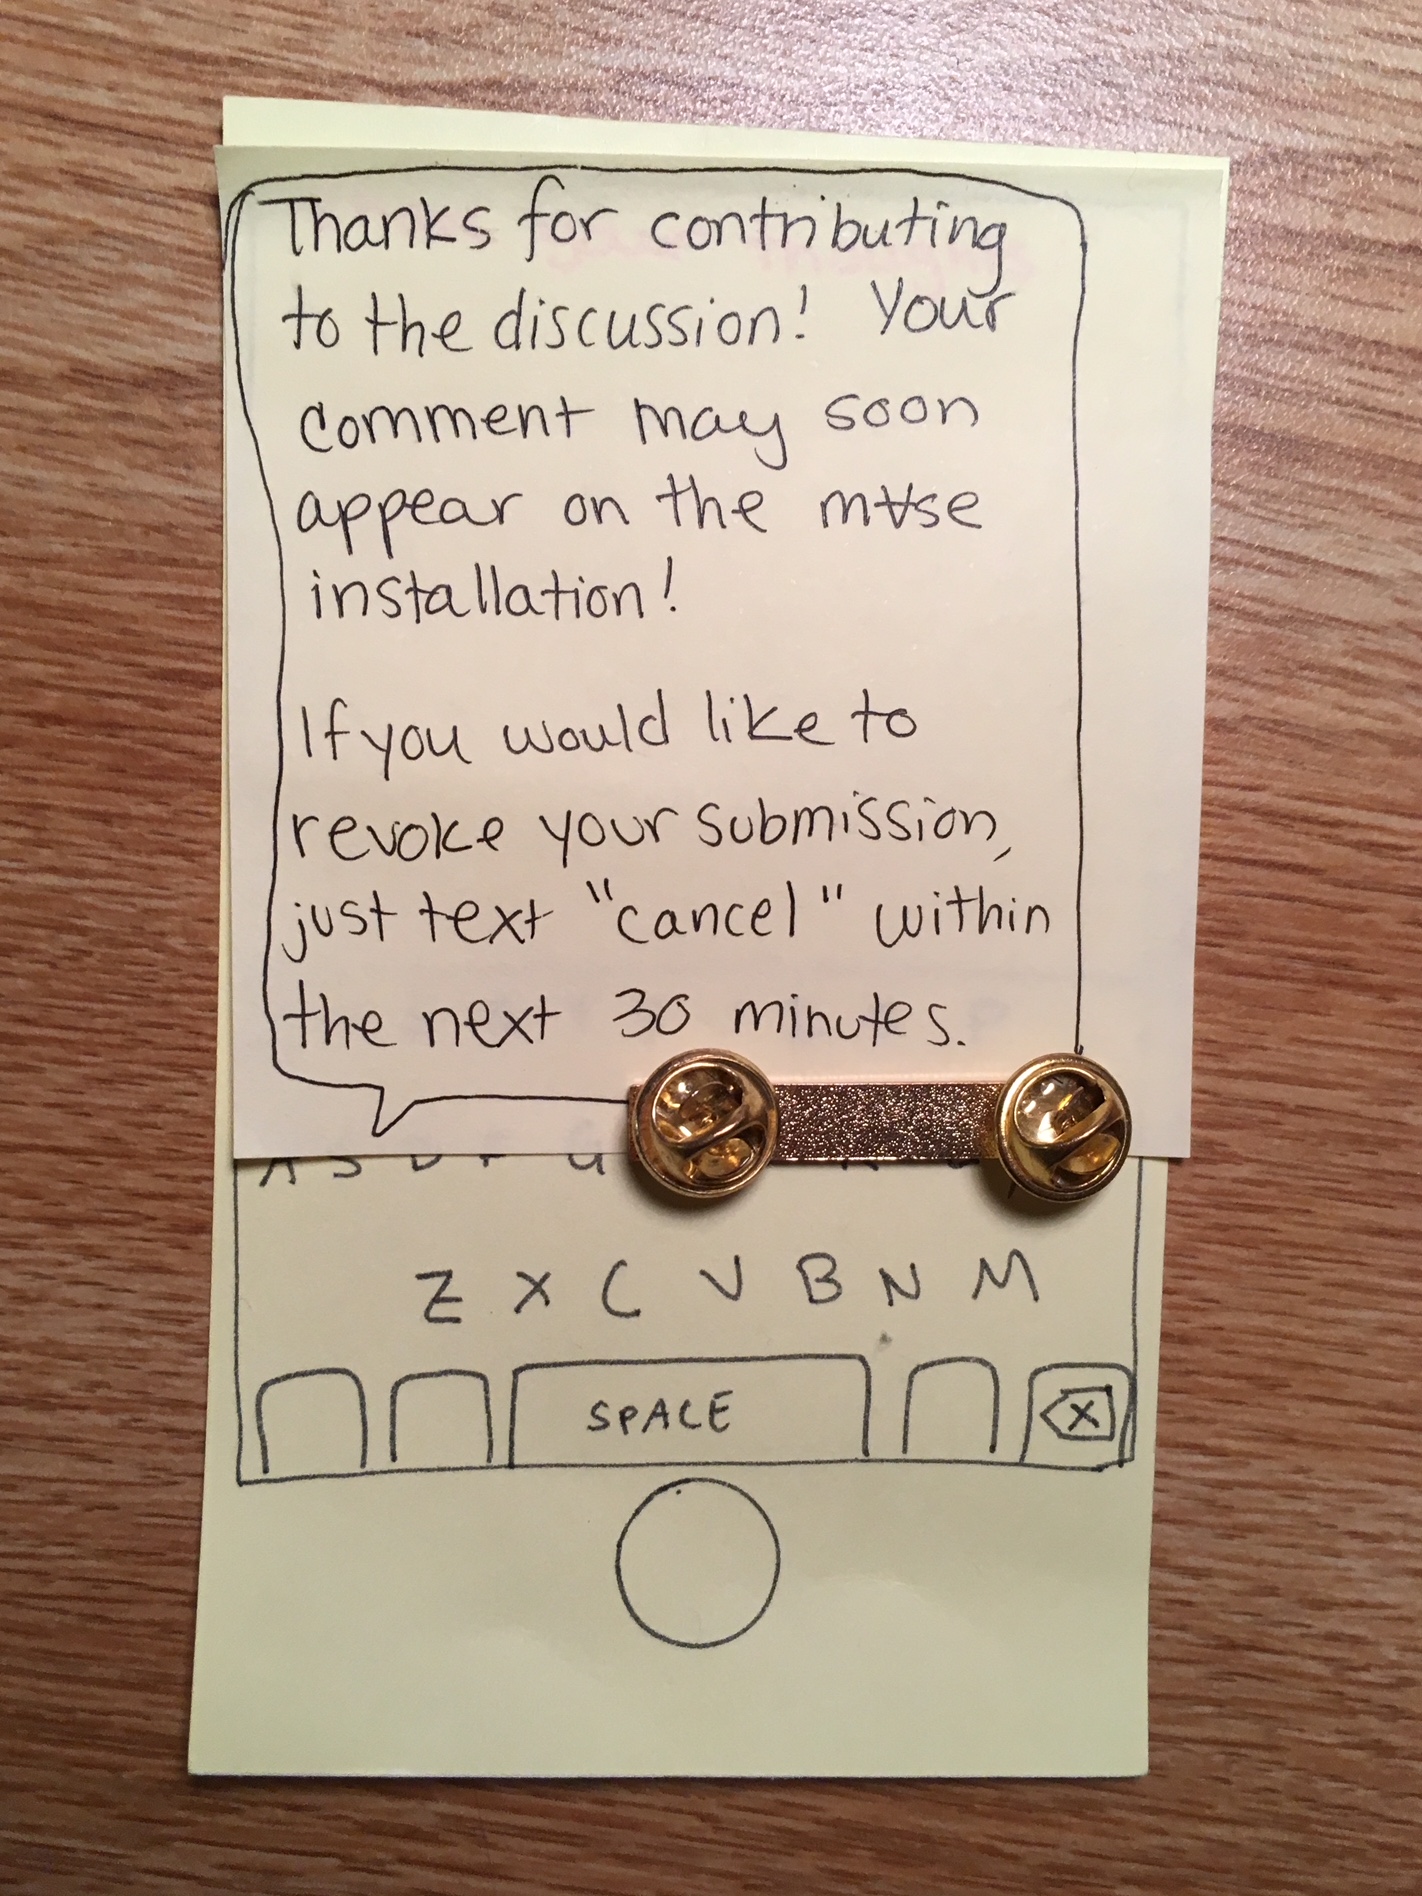 Thanks for contributing
to the discussion! Your
comment may soon
appear on the m∀se
installation!
If you would like to
revoke your submission,
just text "cancel" within
the next 30 minutes.
A S D F G
Z X C V B N M
SPACE
X